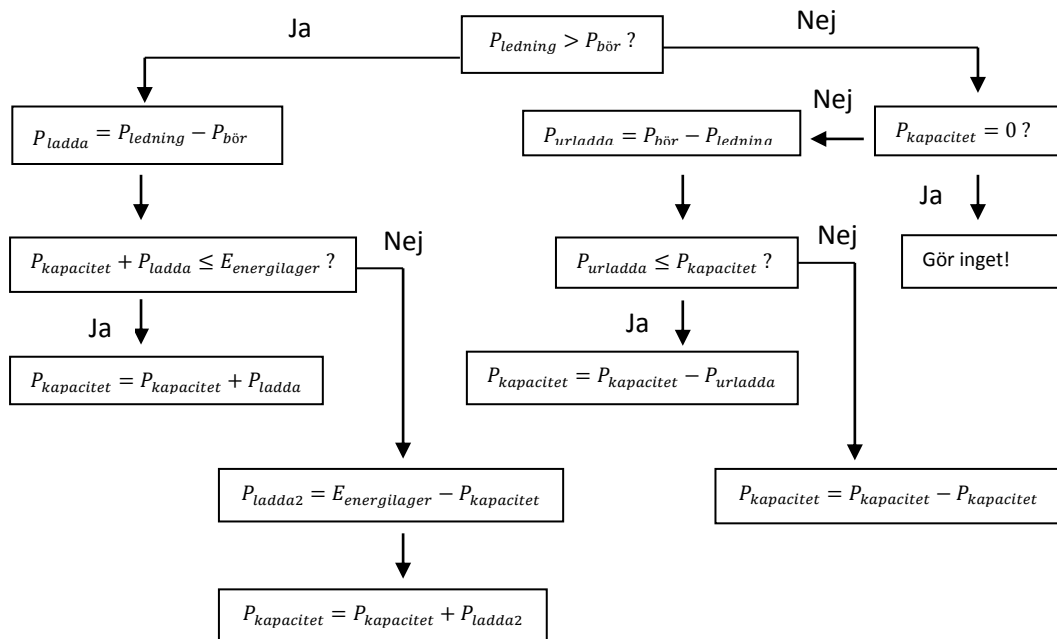 Ja
P_ledning > P_bör ?
Nej
P_ladda = P_ledning − P_bör
P_urladda = P_bör − P_ledning
Nej
P_kapacitet = 0 ?
Ja
P_kapacitet + P_ladda ≤ E_energilager ?
Nej
P_urladda ≤ P_kapacitet ?
Nej
Gör inget!
Ja
P_kapacitet = P_kapacitet + P_ladda
Ja
P_kapacitet = P_kapacitet − P_urladda
P_ladda2 = E_energilager − P_kapacitet
P_kapacitet = P_kapacitet − P_kapacitet
P_kapacitet = P_kapacitet + P_ladda2